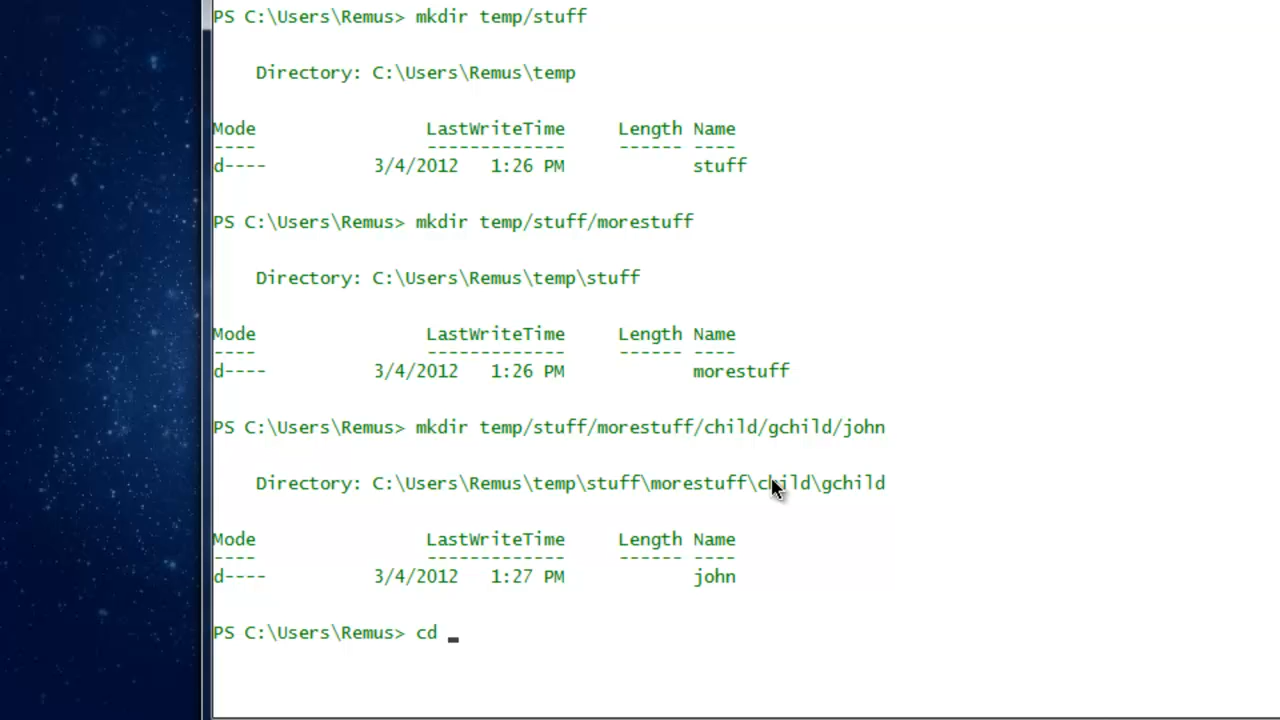 PS C:\Users\Remus> mkdir temp/stuff
Directory: C:\Users\Remus\temp
Mode LastWriteTime Length Name
---- ------------- ------ ----
d---- 3/4/2012 1:26 PM stuff
PS C:\Users\Remus> mkdir temp/stuff/morestuff
Directory: C:\Users\Remus\temp\stuff
Mode LastWriteTime Length Name
---- ------------- ------ ----
d---- 3/4/2012 1:26 PM morestuff
PS C:\Users\Remus> mkdir temp/stuff/morestuff/child/gchild/john
Directory: C:\Users\Remus\temp\stuff\morestuff\child\gchild
Mode LastWriteTime Length Name
---- ------------- ------ ----
d---- 3/4/2012 1:27 PM john
PS C:\Users\Remus> cd